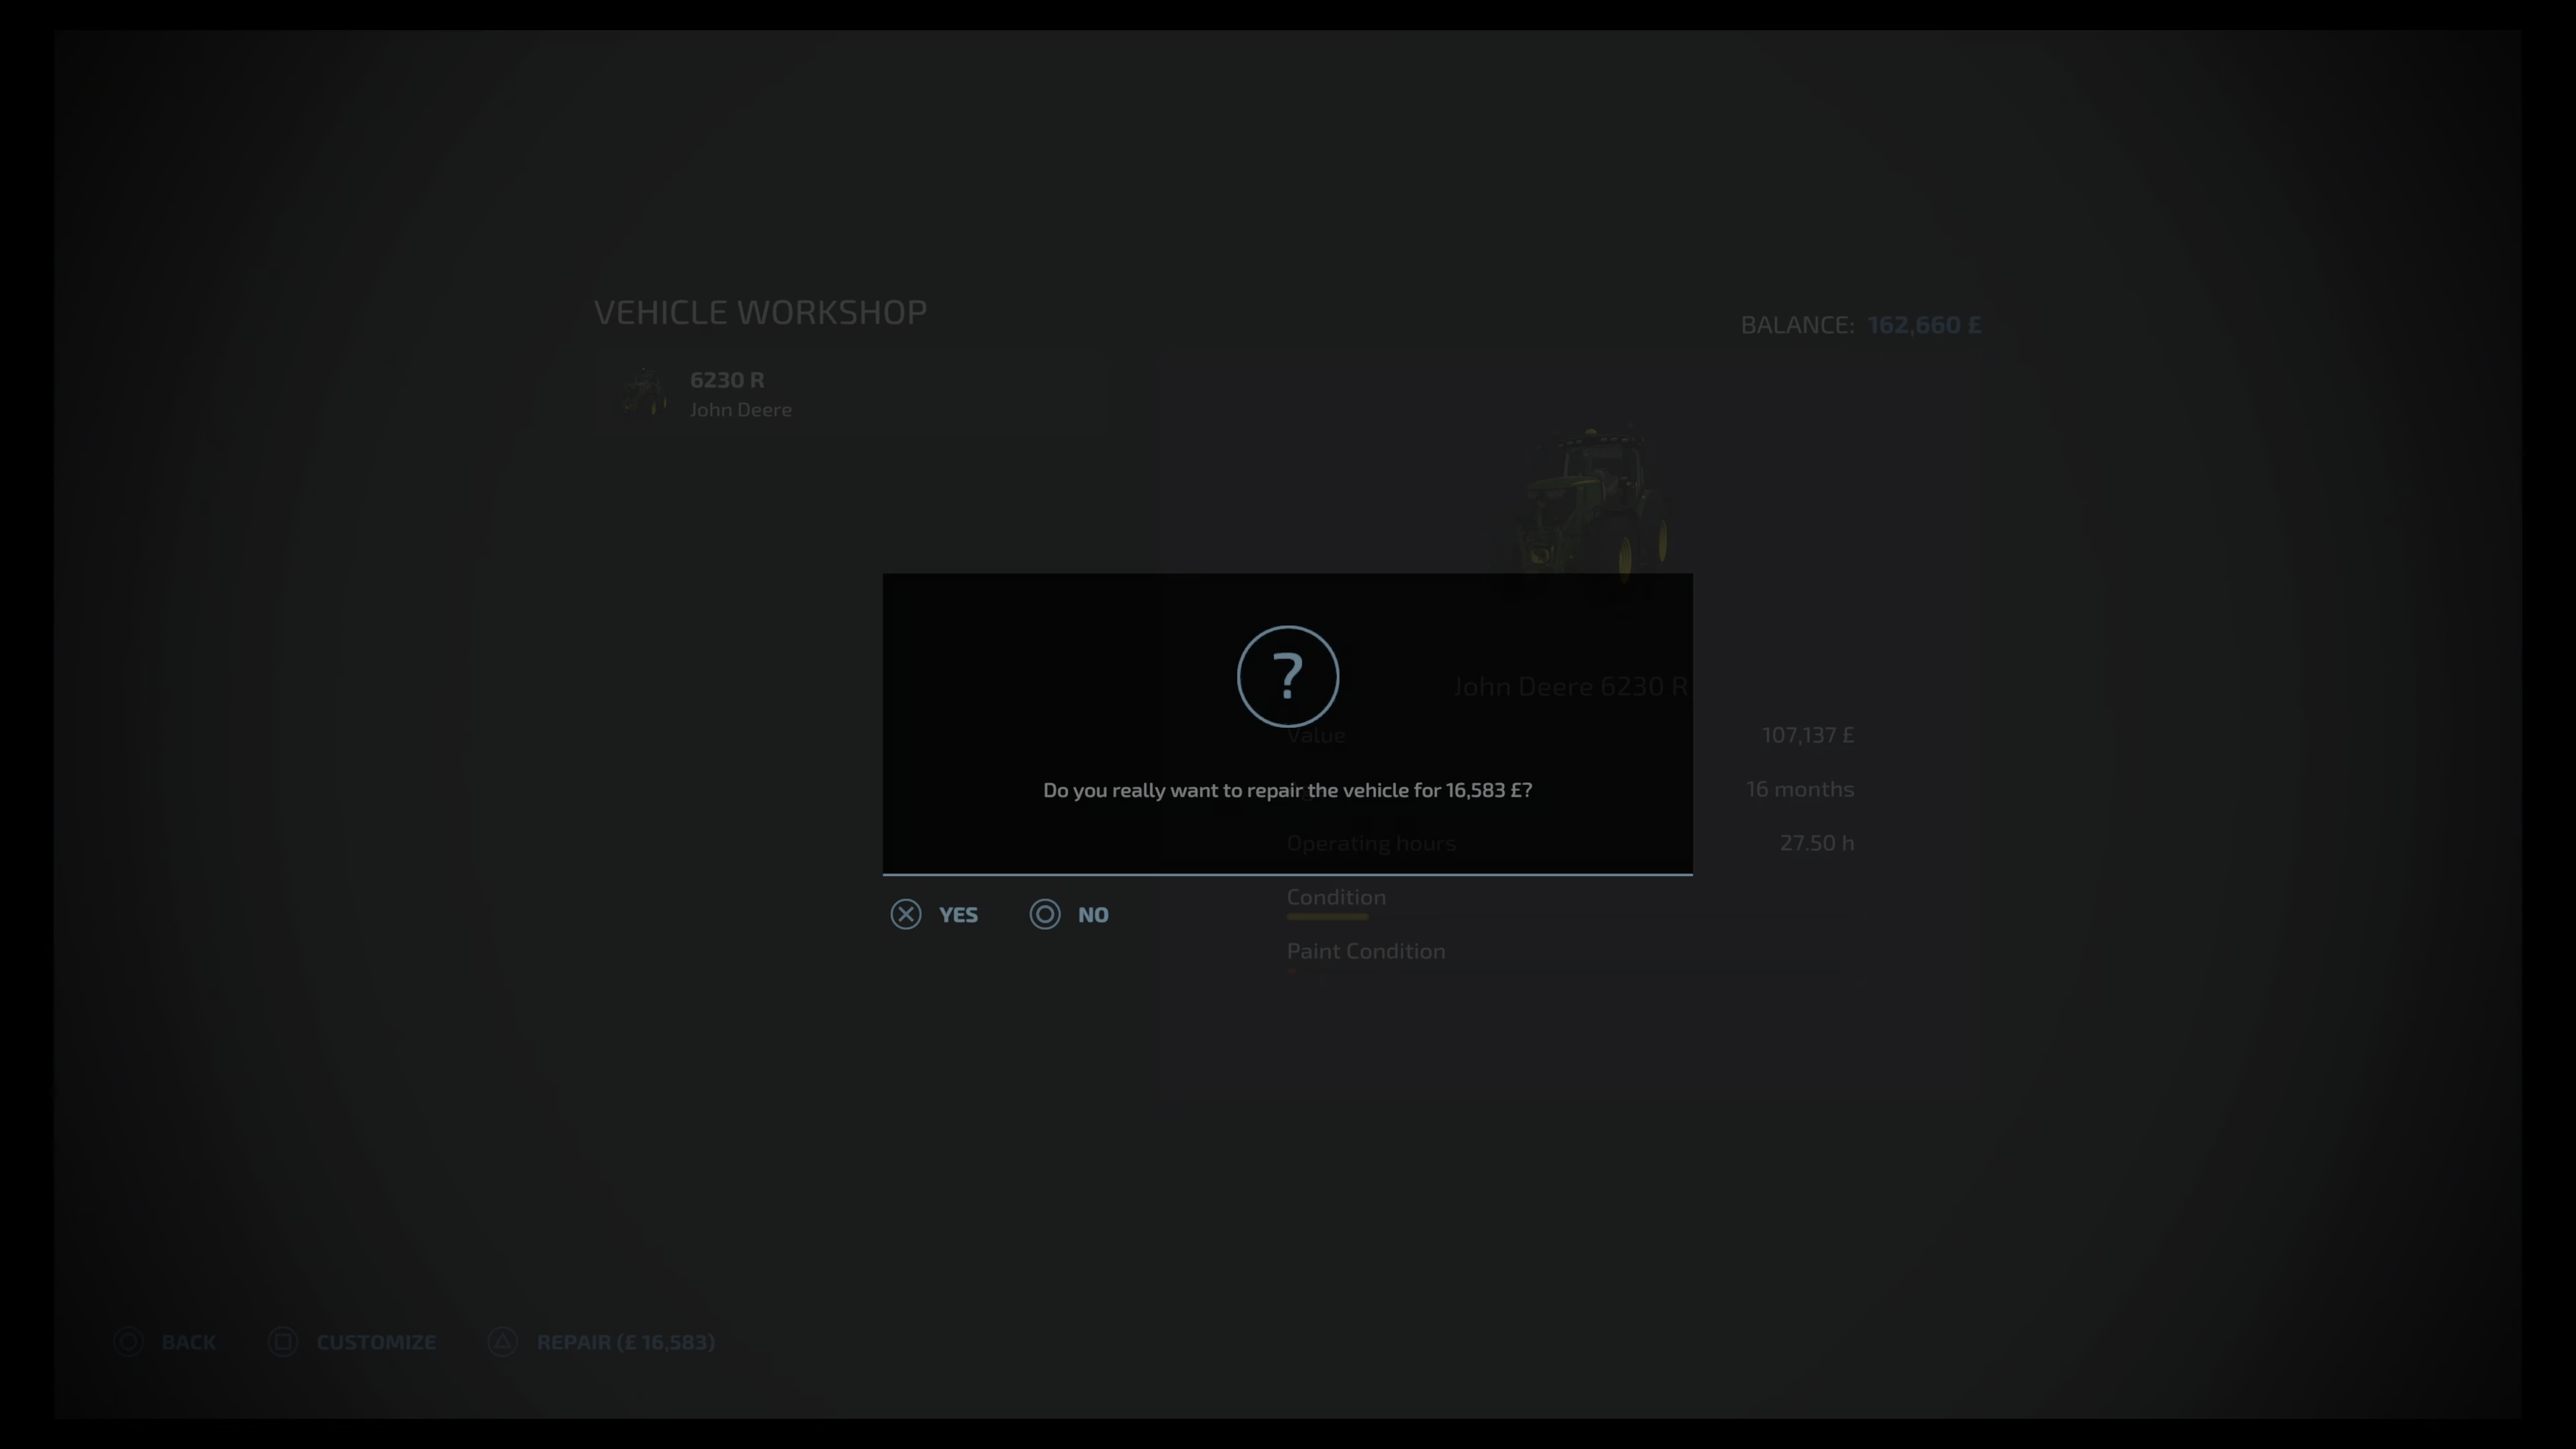 VEHICLE WORKSHOP
BALANCE: 162,660 £
6230 R
John Deere
?
John Deere 6230 R
Value 107,137 £
Do you really want to repair the vehicle for 16,583 £?
16 months
Operating hours 27.50 h
Condition
YES NO
Paint Condition
BACK CUSTOMIZE REPAIR (£ 16,583)